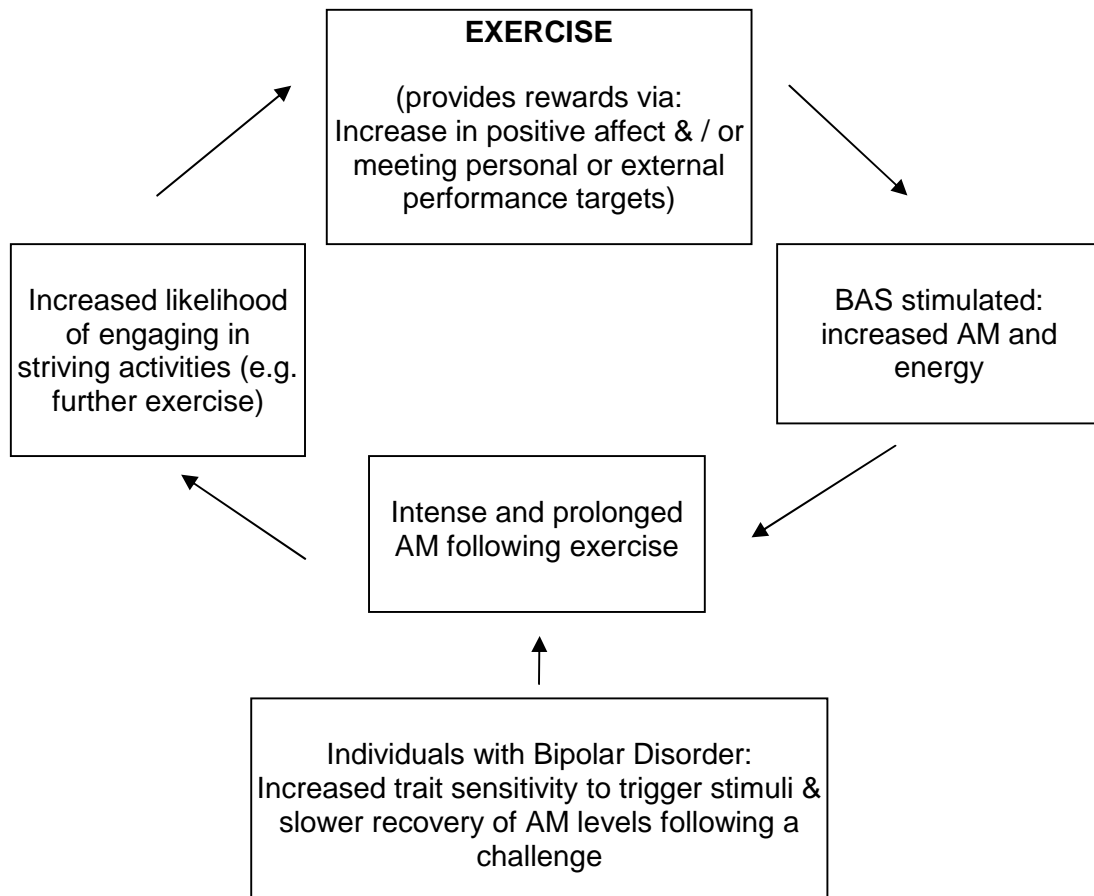 EXERCISE
(provides rewards via:
Increase in positive affect & / or
meeting personal or external
performance targets)
Increased likelihood
of engaging in
striving activities (e.g.
further exercise)
BAS stimulated:
increased AM and
energy
Intense and prolonged
AM following exercise
Individuals with Bipolar Disorder:
Increased trait sensitivity to trigger stimuli &
slower recovery of AM levels following a
challenge